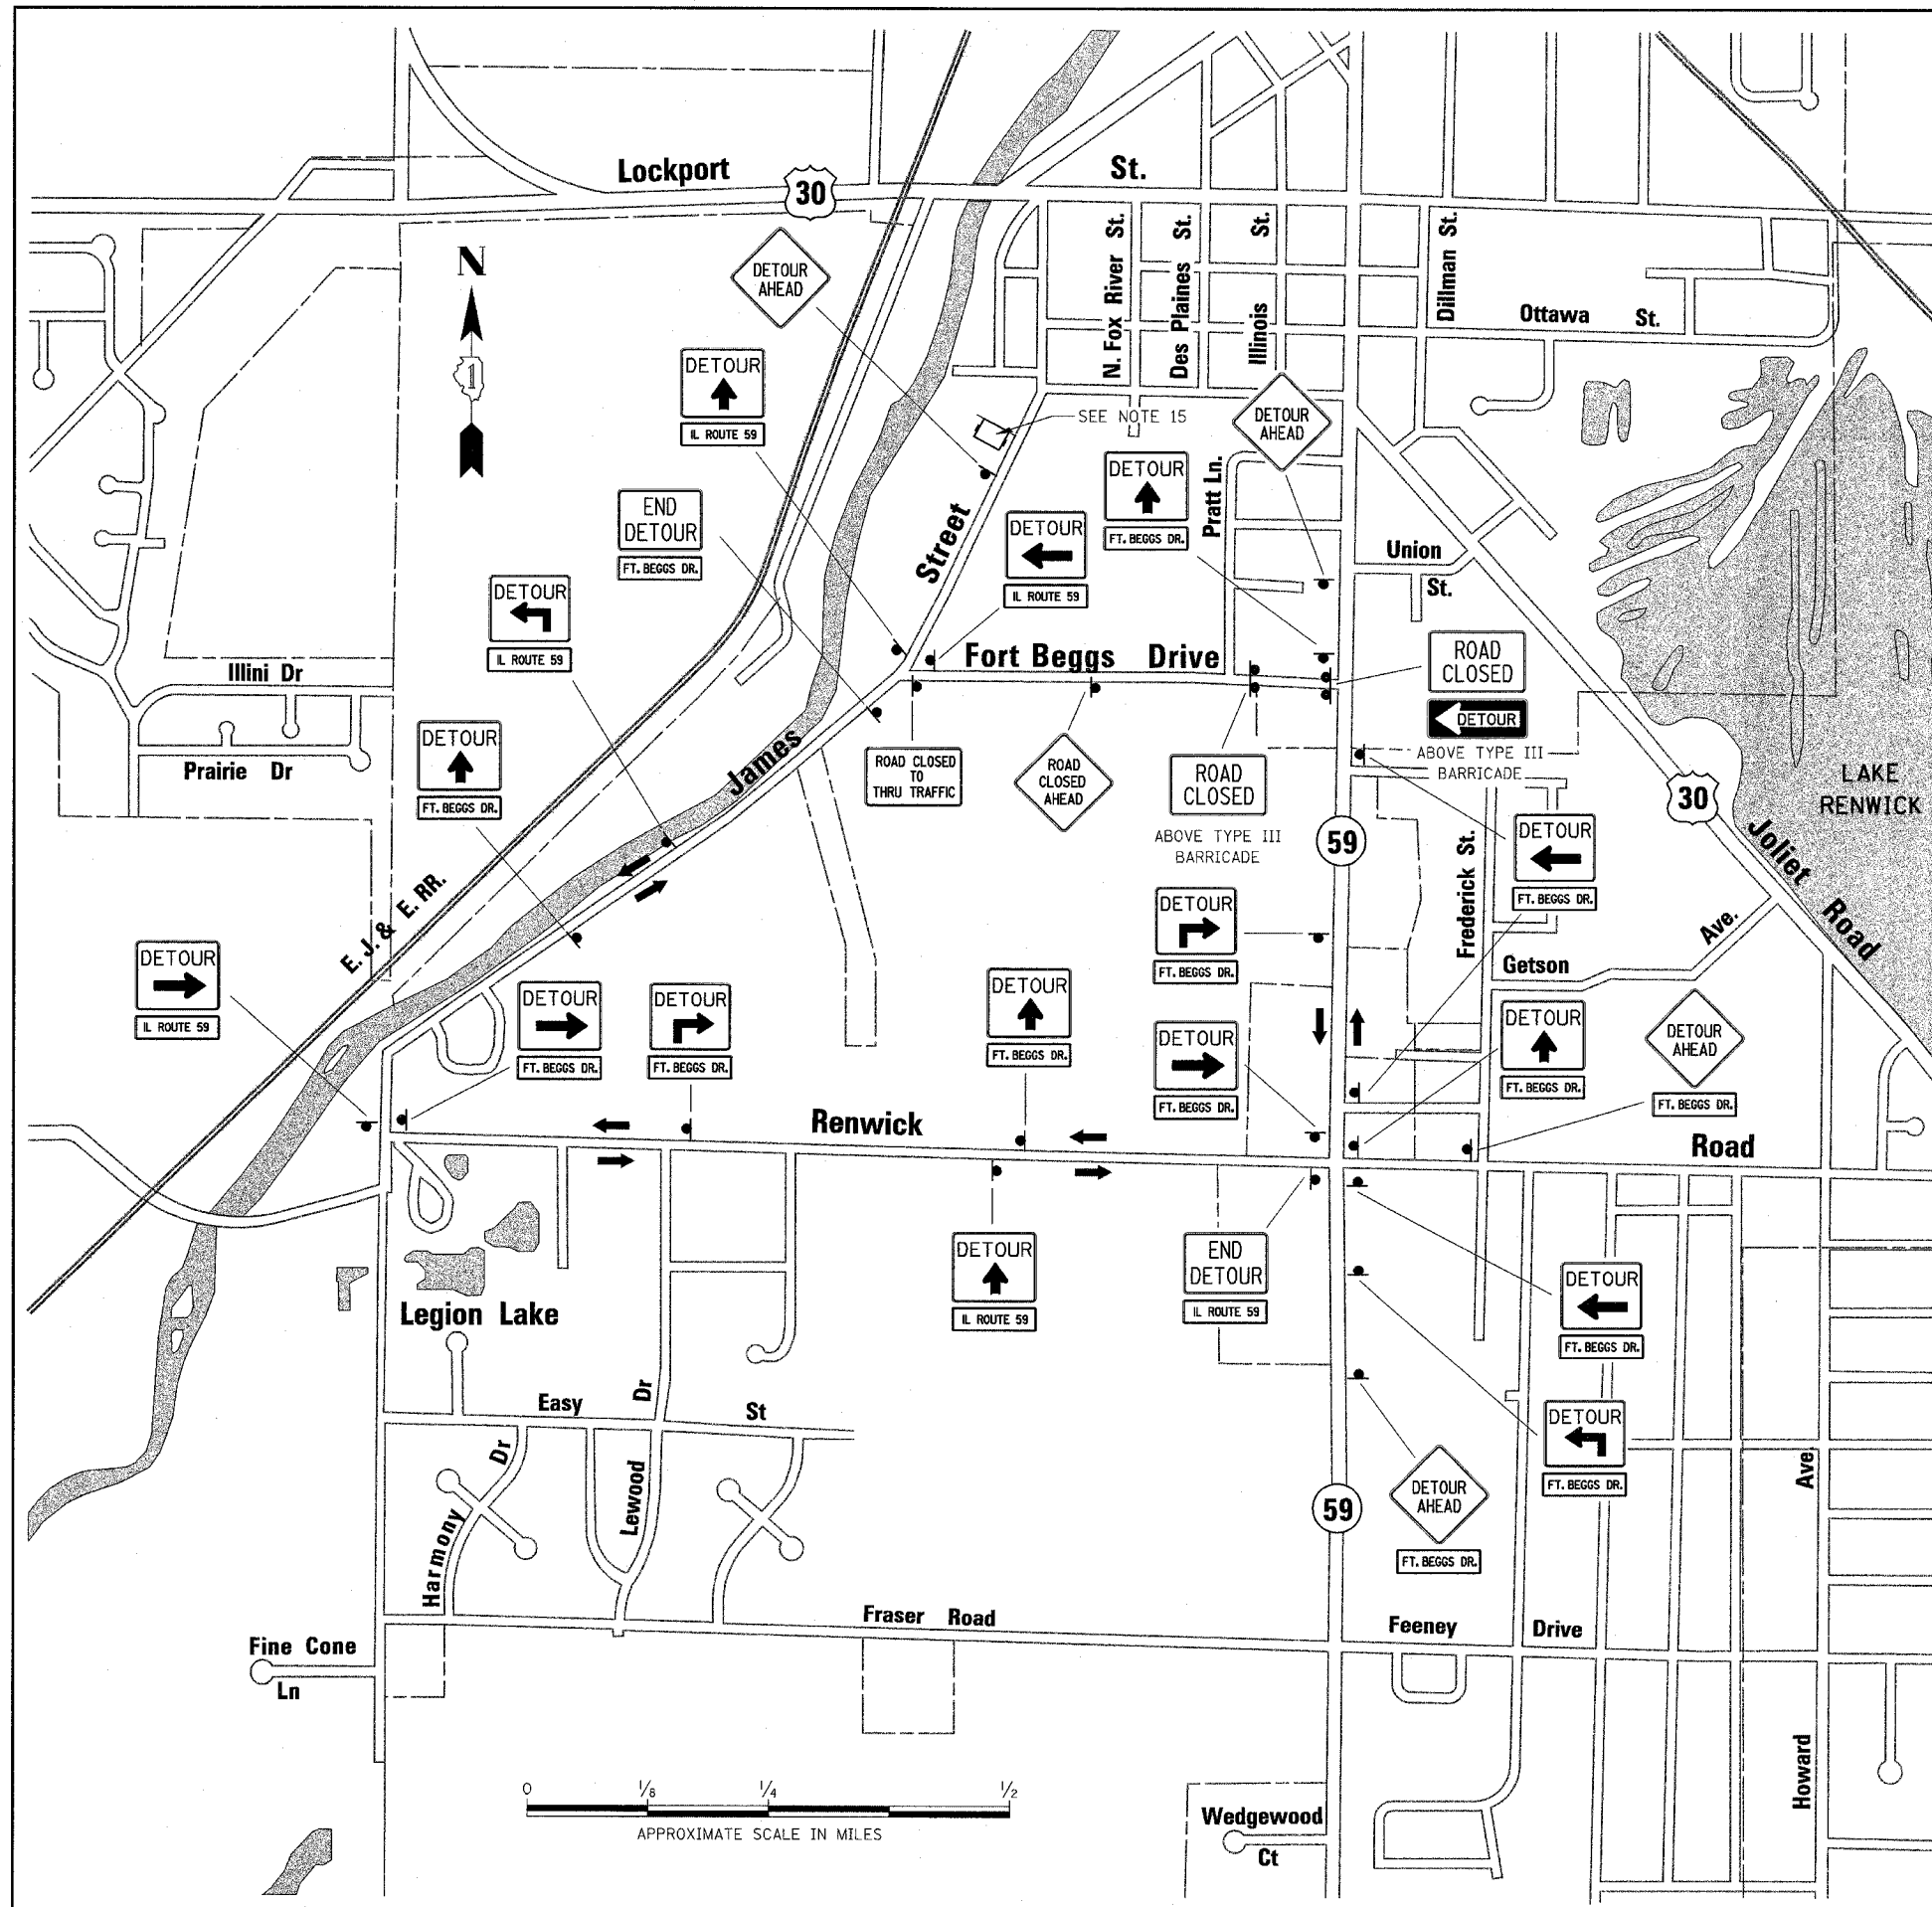 Lockport
30
St.
N
1
DETOUR
AHEAD
N. Fox River St.
Des Plaines St.
Illinois St.
Dillman St.
Ottawa St.
DETOUR
IL ROUTE 59
SEE NOTE 15
DETOUR
AHEAD
END
DETOUR
FT. BEGGS DR.
Street
DETOUR
IL ROUTE 59
DETOUR
FT. BEGGS DR.
Pratt Ln.
Union
St.
DETOUR
IL ROUTE 59
Fort Beggs Drive
ROAD
CLOSED
DETOUR
ABOVE TYPE III
BARRICADE
Illini Dr
Prairie Dr
DETOUR
FT. BEGGS DR.
James
ROAD CLOSED
TO
THRU TRAFFIC
ROAD
CLOSED
AHEAD
ROAD
CLOSED
ABOVE TYPE III
BARRICADE
59
30
LAKE
RENWICK
Joliet Road
Frederick St.
DETOUR
FT. BEGGS DR.
E. J. & E. RR.
DETOUR
IL ROUTE 59
DETOUR
FT. BEGGS DR.
DETOUR
FT. BEGGS DR.
DETOUR
FT. BEGGS DR.
DETOUR
FT. BEGGS DR.
DETOUR
FT. BEGGS DR.
Getson Ave.
DETOUR
FT. BEGGS DR.
DETOUR
AHEAD
FT. BEGGS DR.
Renwick
Road
DETOUR
IL ROUTE 59
END
DETOUR
IL ROUTE 59
DETOUR
FT. BEGGS DR.
Legion Lake
Easy
St
Lewood Dr
Harmony Dr
DETOUR
FT. BEGGS DR.
59
DETOUR
AHEAD
FT. BEGGS DR.
Howard Ave
Fine Cone
Ln
Fraser Road
Feeney Drive
0 1/8 1/4 1/2
APPROXIMATE SCALE IN MILES
Wedgewood
Ct